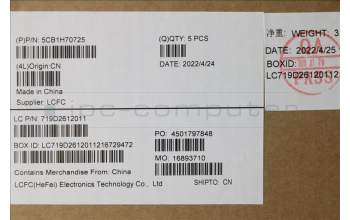 (P)P/N: 5CB1H70725
(Q)QTY: 5 PCS
(4L)Origin:CN
DATE: 2022/4/24
Made in China
Supplier: LCFC
净重: WEIGHT: 3
DATE:
2022/4/25
BOXID:
LC719D26120112
LC P/N: 719D2612011
PO: 4501797848
BOX ID: LC719D2612011216729472
MO: 16893710
Contains Merchandise From: China
LCFC(HeFei) Electronics Technology Co., Ltd
SHIPTO: CN